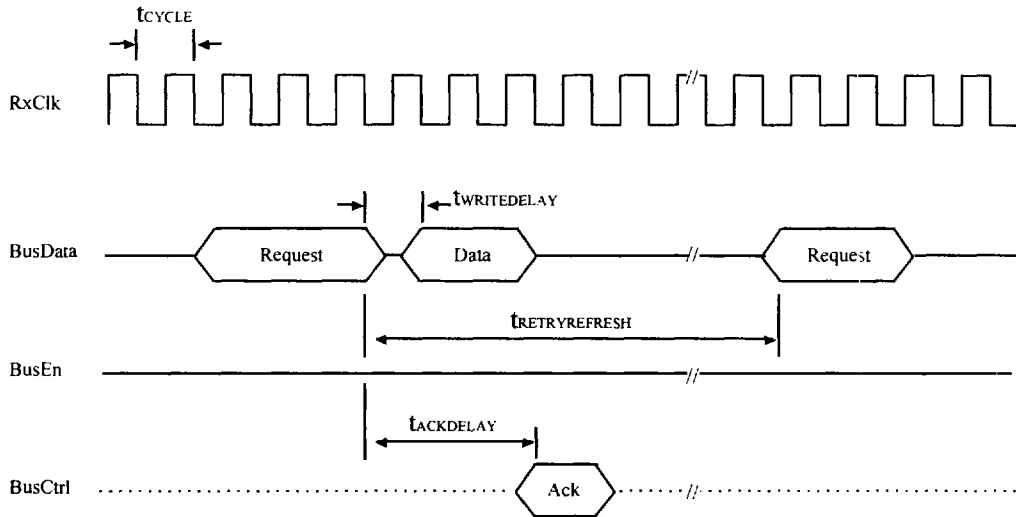 tCYCLE
RxClk
//
tWRITEDELAY
BusData
Request
Data
//
Request
tRETRYREFRESH
BusEn
//
tACKDELAY
BusCtrl
Ack
//